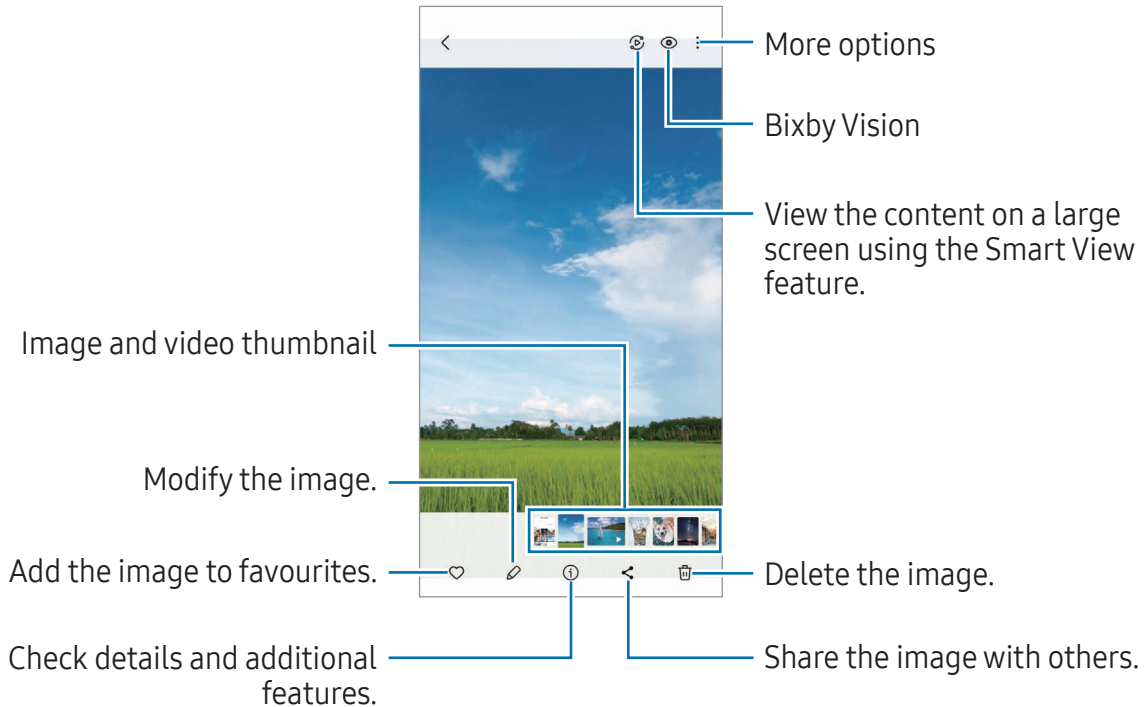 More options
Bixby Vision
View the content on a large
screen using the Smart View
feature.
Image and video thumbnail
Modify the image.
Add the image to favourites.
Delete the image.
Check details and additional
features.
Share the image with others.